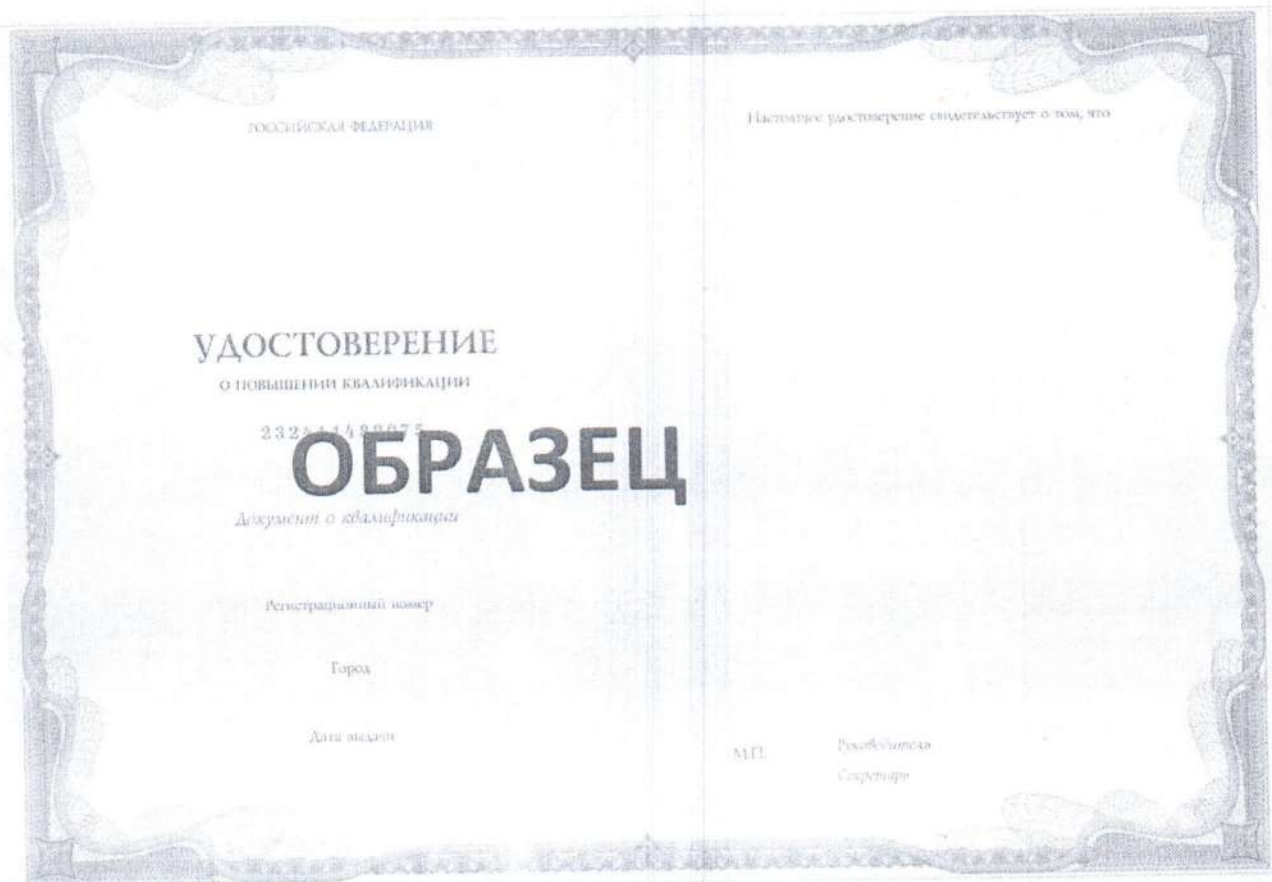 РОССИЙСКАЯ ФЕДЕРАЦИЯ
УДОСТОВЕРЕНИЕ
О ПОВЫШЕНИИ КВАЛИФИКАЦИИ
ОБРАЗЕЦ
Документ о квалификации
Регистрационный номер
Город
Дата выдачи
Настоящее удостоверение свидетельствует о том, что
М.П.
Руководитель
Секретарь